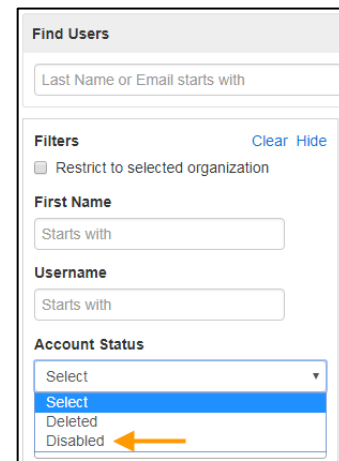 Find Users
Last Name or Email starts with
Filters Clear Hide
Restrict to selected organization
First Name
Starts with
Username
Starts with
Account Status
Select
Select
Deleted
Disabled